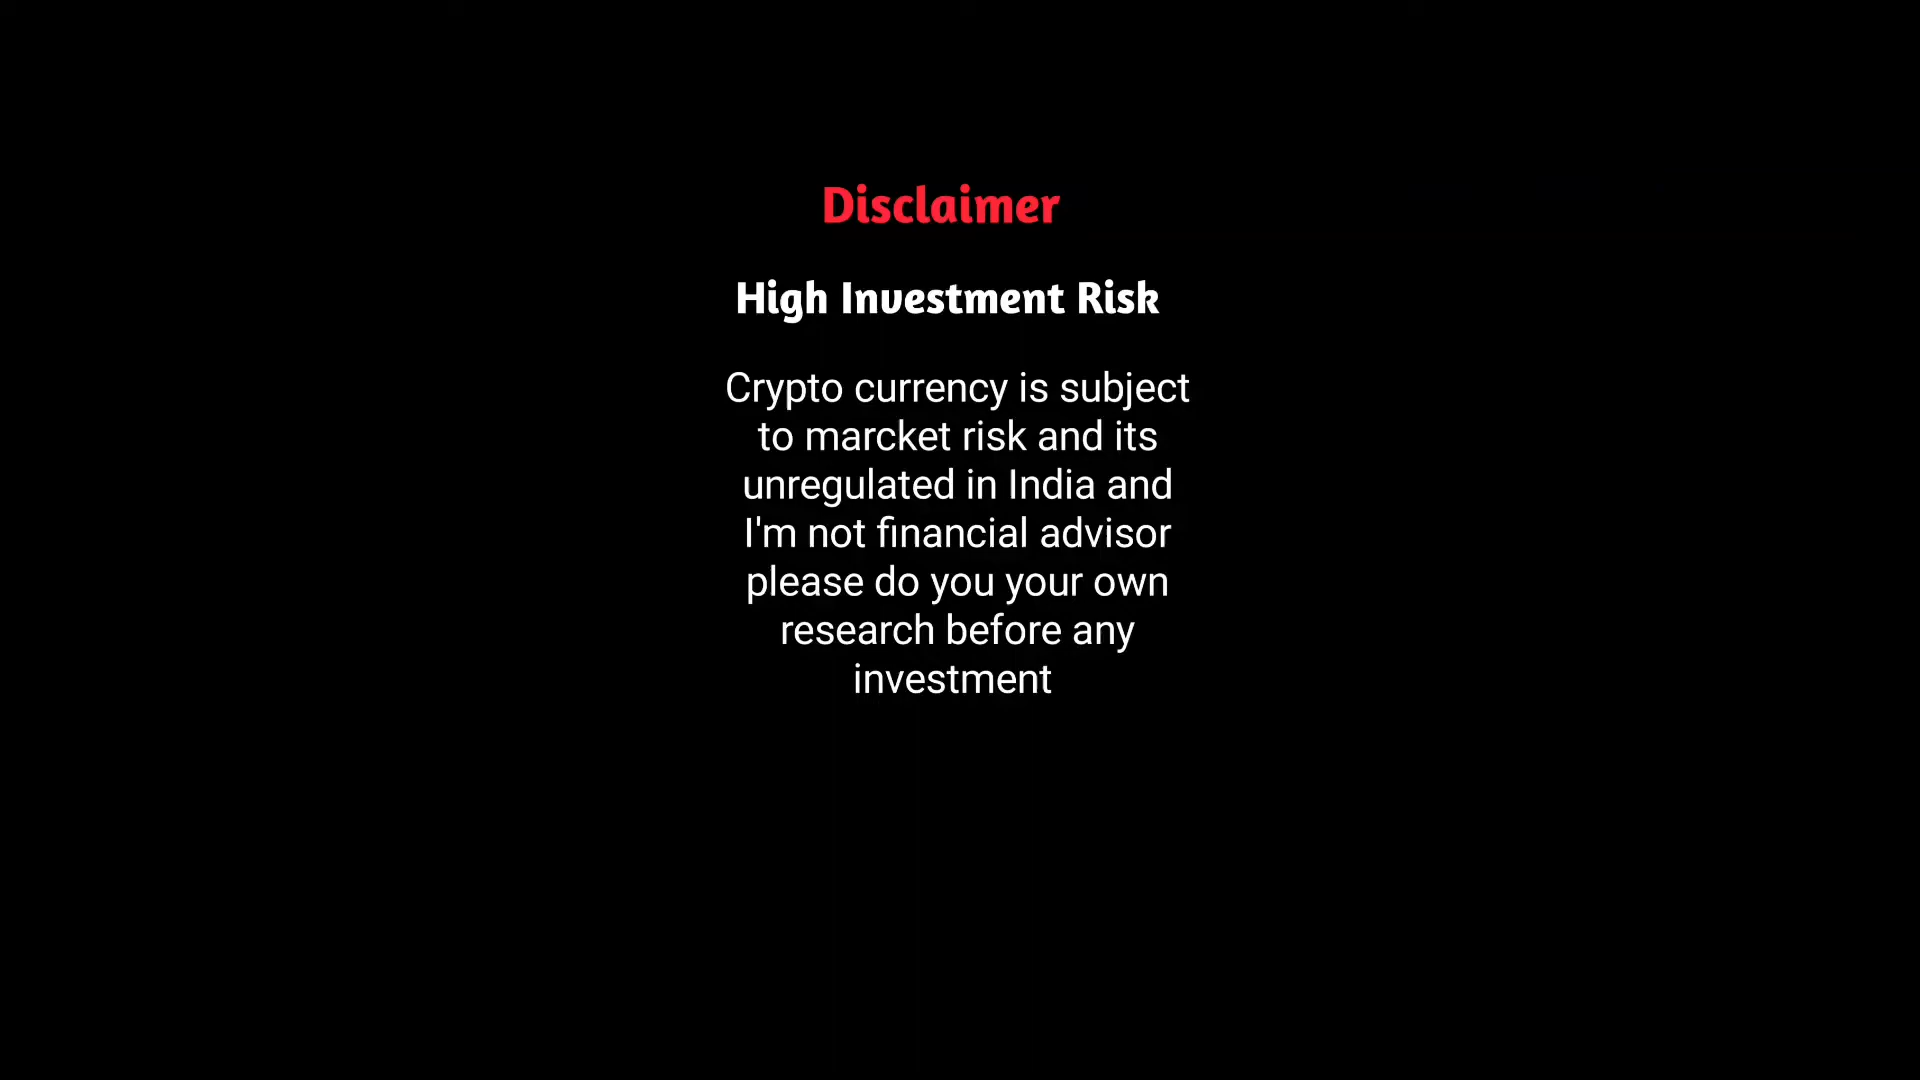 Disclaimer
High Investment Risk
Crypto currency is subject
to marcket risk and its
unregulated in India and
I'm not financial advisor
please do you your own
research before any
investment